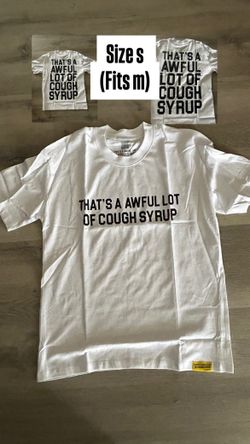 THAT'S A
AWFUL
LOT OF
COUGH
SYRUP
Size s
(Fits m)
THAT'S A
AWFUL
LOT OF
COUGH
SYRUP
THAT'S A AWFUL LOT
OF COUGH SYRUP